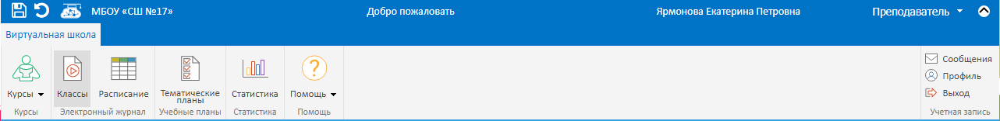 МБОУ «СШ №17» Добро пожаловать Ярмонова Екатерина Петровна Преподаватель
Виртуальная школа
Курсы Классы Расписание Тематические планы Статистика Помощь
Курсы Электронный журнал Учебные планы Статистика Помощь
Сообщения
Профиль
Выход
Учетная запись